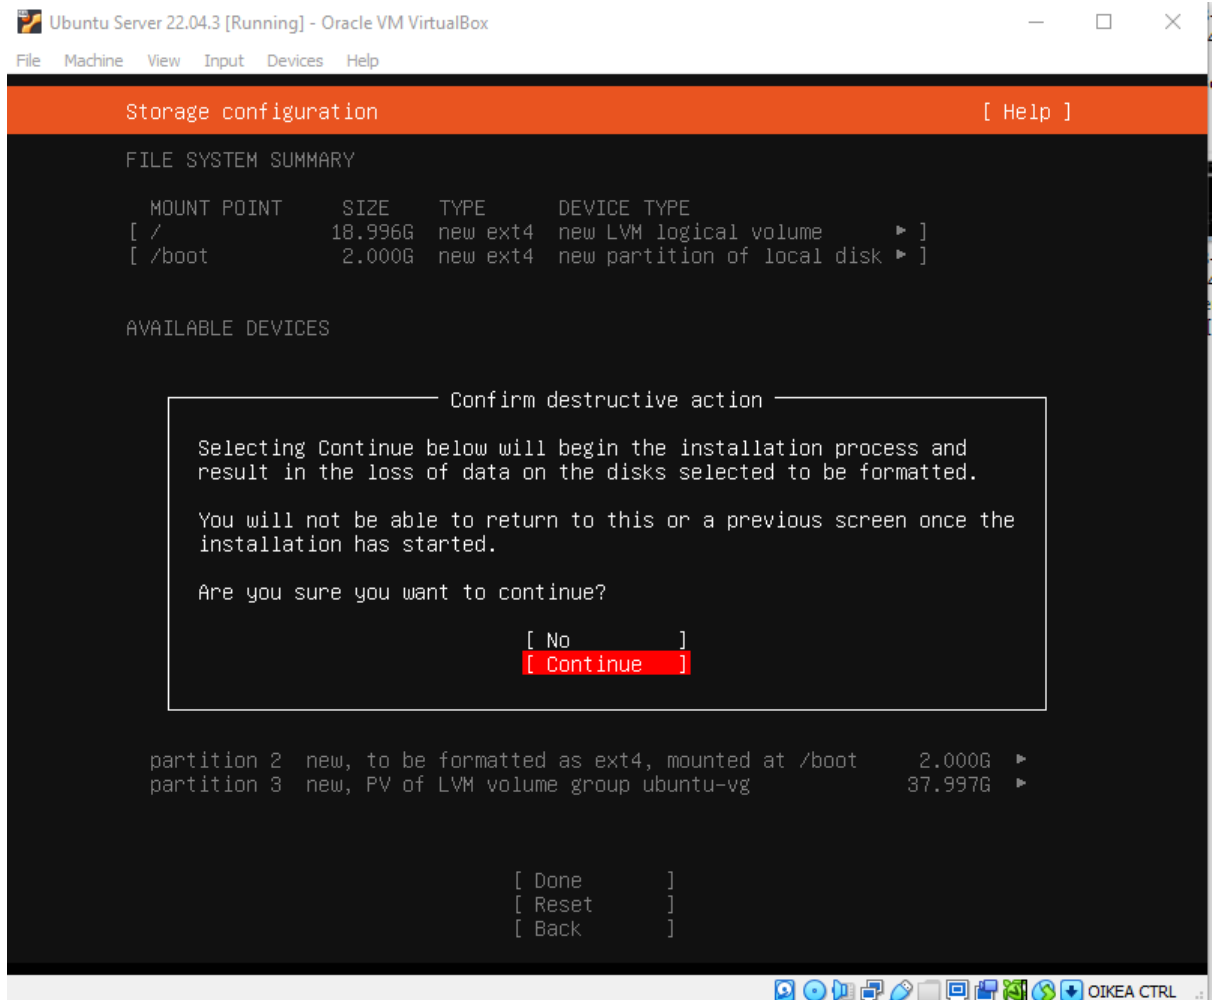 Ubuntu Server 22.04.3 [Running] - Oracle VM VirtualBox
File Machine View Input Devices Help
Storage configuration [ Help ]
FILE SYSTEM SUMMARY
MOUNT POINT SIZE TYPE DEVICE TYPE
[ / 18.996G new ext4 new LVM logical volume ▸ ]
[ /boot 2.000G new ext4 new partition of local disk ▸ ]
AVAILABLE DEVICES
Confirm destructive action
Selecting Continue below will begin the installation process and
result in the loss of data on the disks selected to be formatted.
You will not be able to return to this or a previous screen once the
installation has started.
Are you sure you want to continue?
[ No ]
[ Continue ]
partition 2 new, to be formatted as ext4, mounted at /boot 2.000G ▸
partition 3 new, PV of LVM volume group ubuntu-vg 37.997G ▸
[ Done ]
[ Reset ]
[ Back ]
OIKEA CTRL